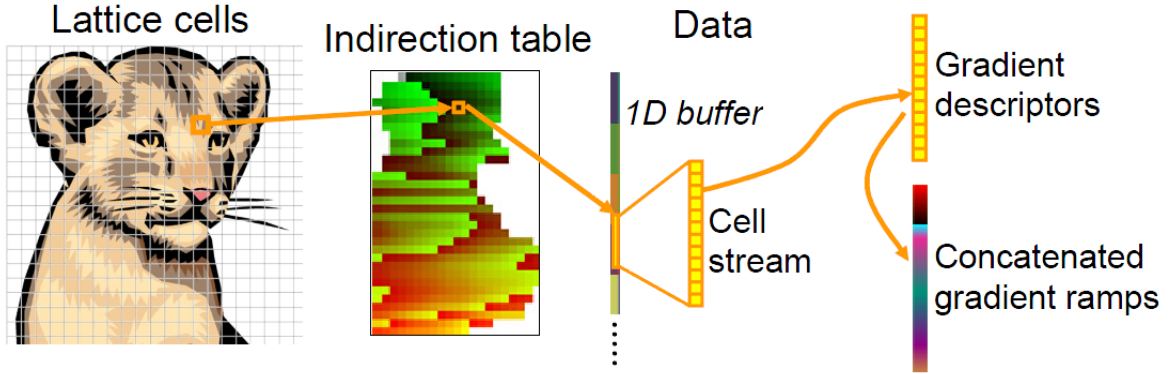 Lattice cells
Indirection table
Data
1D buffer
Cell
stream
Gradient
descriptors
Concatenated
gradient ramps